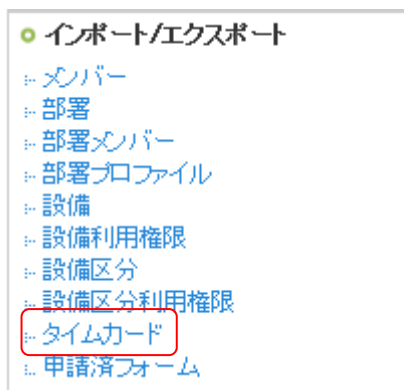 インポート/エクスポート
メンバー
部署
部署メンバー
部署プロファイル
設備
設備利用権限
設備区分
設備区分利用権限
タイムカード
申請済フォーム